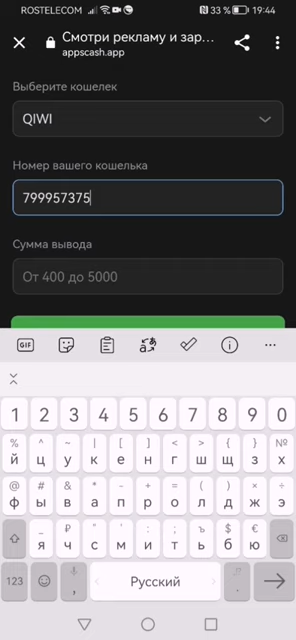 ROSTELECOM 33 % 19:44
Смотри рекламу и зар...
appscash.app
Выберите кошелек
QIWI
Номер вашего кошелька
799957375
Сумма вывода
От 400 до 5000
GIF
1 2 3 4 5 6 7 8 9 0
% ^ ~ | [ ] < > { } №
й ц у к е н г ш щ з х
@ # & * - + = ( ) × ÷
ф ы в а п р о л д ж э
_ ₽ " ' : ; ъ $ €
я ч с м и т ь б ю
123 , Русский .